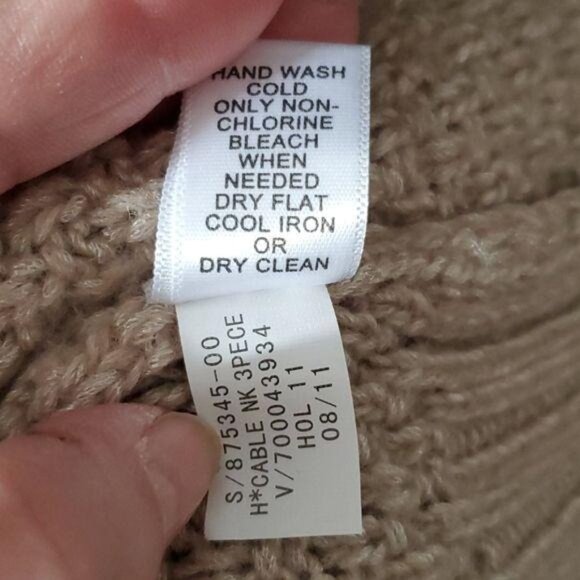 HAND WASH
COLD
ONLY NON-
CHLORINE
BLEACH
WHEN
NEEDED
DRY FLAT
COOL IRON
OR
DRY CLEAN
S/875345-00
H*CABLE NK 3PECE
V/700043934
HOL 11
08/11